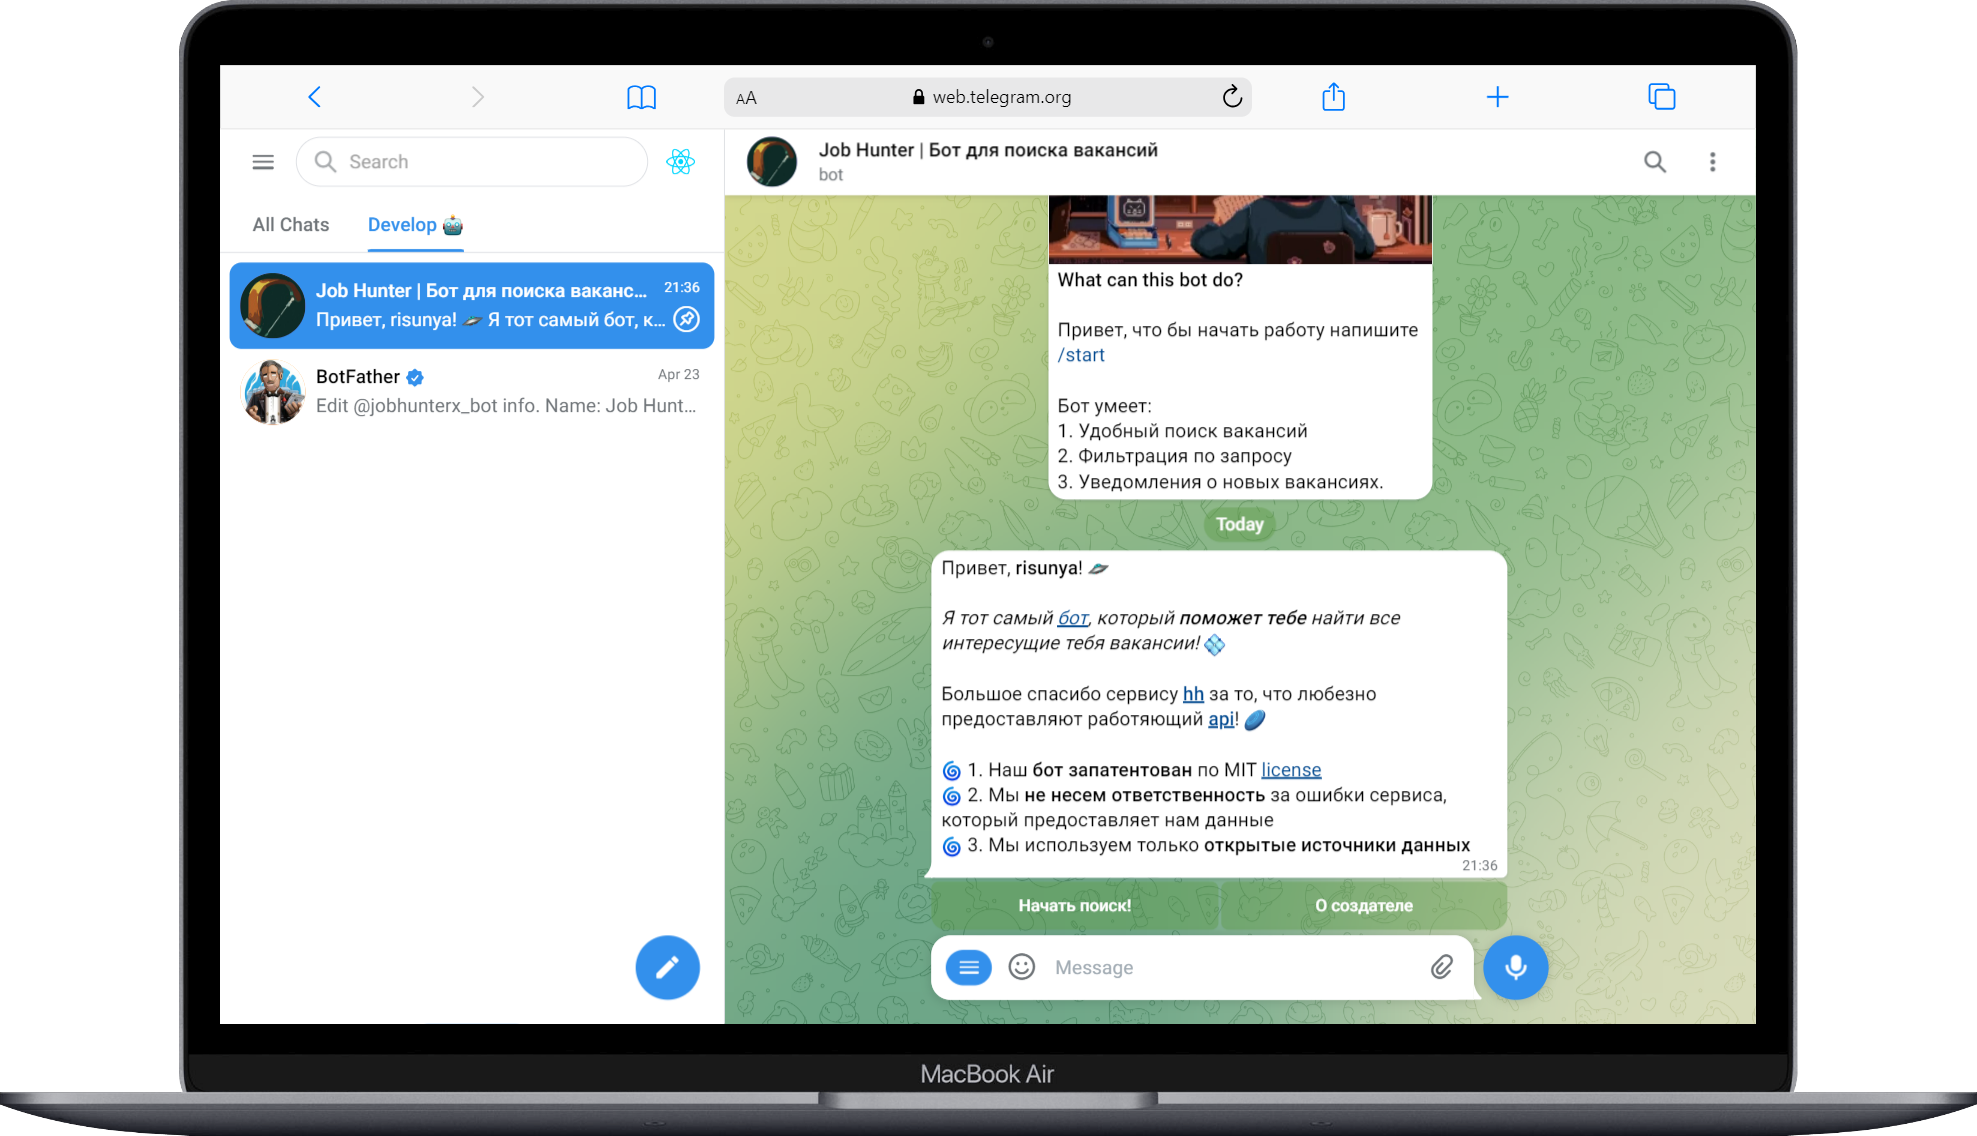 AA
web.telegram.org
Search
All Chats
Develop 🤖
Job Hunter | Бот для поиска ваканс...
21:36
Привет, risunya! 🛸 Я тот самый бот, к...
BotFather
Apr 23
Edit @jobhunterx_bot info. Name: Job Hunt...
Job Hunter | Бот для поиска вакансий
bot
What can this bot do?
Привет, что бы начать работу напишите
/start
Бот умеет:
1. Удобный поиск вакансий
2. Фильтрация по запросу
3. Уведомления о новых вакансиях.
Today
Привет, risunya! 🛸
Я тот самый бот, который поможет тебе найти все
интересущие тебя вакансии! 💠
Большое спасибо сервису hh за то, что любезно
предоставляют работяющий api!
🌀 1. Наш бот запатентован по MIT license
🌀 2. Мы не несем ответственность за ошибки сервиса,
который предоставляет нам данные
🌀 3. Мы используем только открытые источники данных
21:36
Начать поиск!
О создателе
Message
MacBook Air